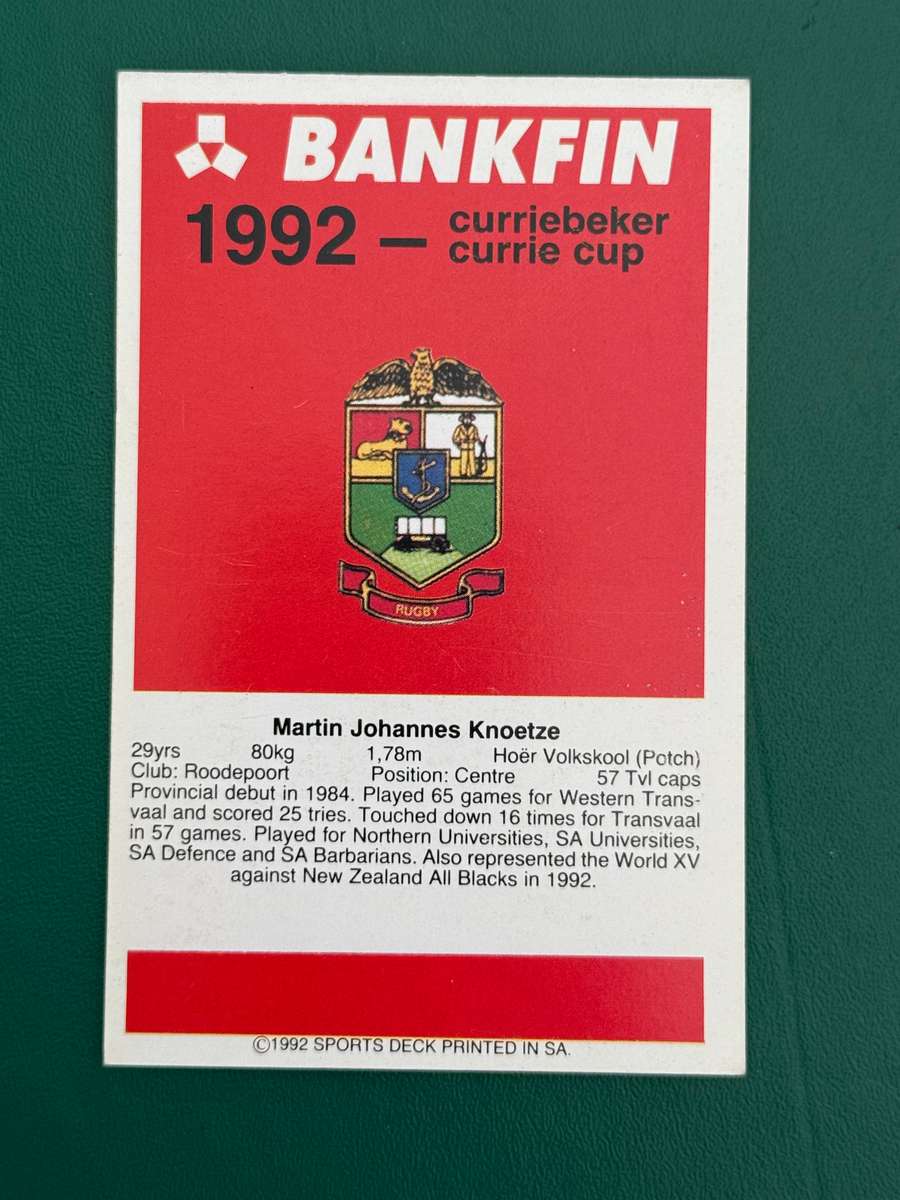 BANKFIN
1992 – curriebeker
currie cup
RUGBY
Martin Johannes Knoetze
29yrs 80kg 1,78m Hoër Volkskool (Potch)
Club: Roodepoort Position: Centre 57 Tvl caps
Provincial debut in 1984. Played 65 games for Western Trans-
vaal and scored 25 tries. Touched down 16 times for Transvaal
in 57 games. Played for Northern Universities, SA Universities,
SA Defence and SA Barbarians. Also represented the World XV
against New Zealand All Blacks in 1992.
©1992 SPORTS DECK PRINTED IN SA.